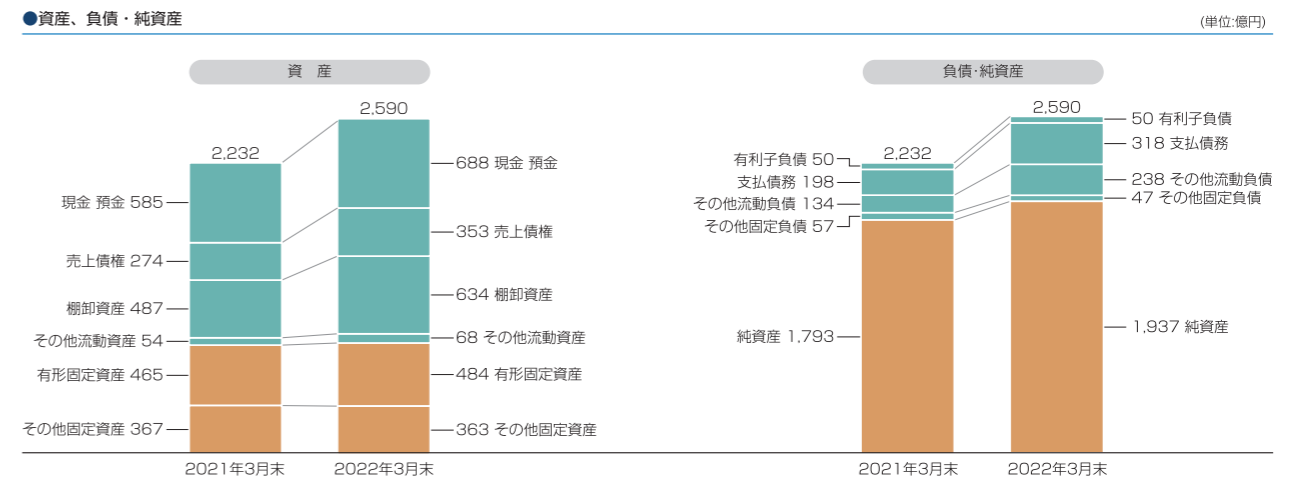 ●資産、負債・純資産
(単位:億円)
資 産
2,232
2,590
現金 預金 585
売上債権 274
棚卸資産 487
その他流動資産 54
有形固定資産 465
その他固定資産 367
688 現金 預金
353 売上債権
634 棚卸資産
68 その他流動資産
484 有形固定資産
363 その他固定資産
2021年3月末
2022年3月末
負債・純資産
2,232
2,590
有利子負債 50
支払債務 198
その他流動負債 134
その他固定負債 57
純資産 1,793
50 有利子負債
318 支払債務
238 その他流動負債
47 その他固定負債
1,937 純資産
2021年3月末
2022年3月末